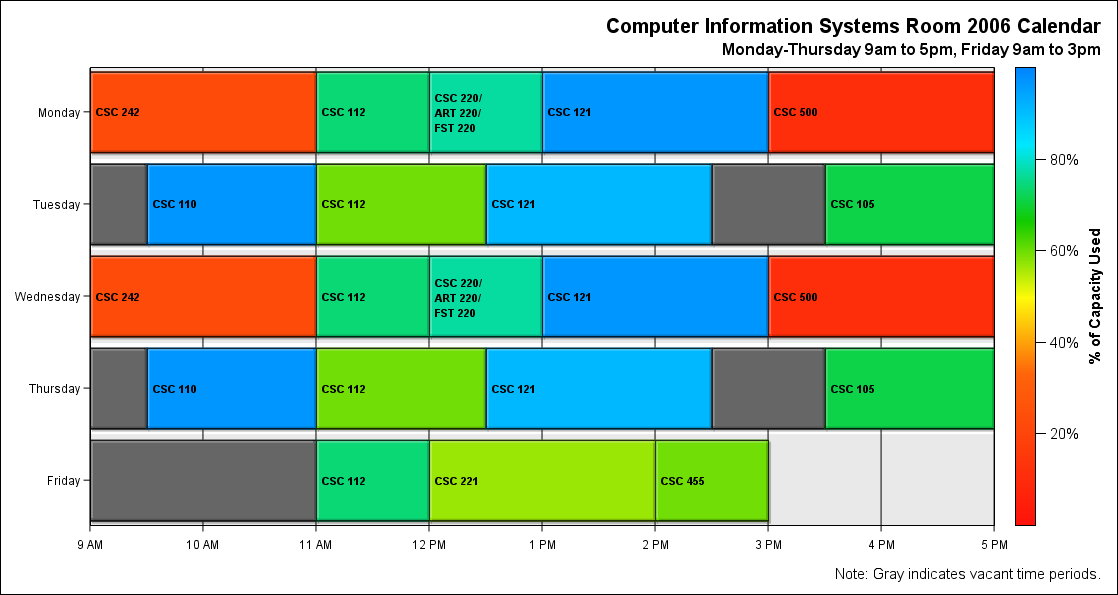 Computer Information Systems Room 2006 Calendar
Monday-Thursday 9am to 5pm, Friday 9am to 3pm
Monday
CSC 242
CSC 112
CSC 220/
ART 220/
FST 220
CSC 121
CSC 500
Tuesday
CSC 110
CSC 112
CSC 121
CSC 105
Wednesday
CSC 242
CSC 112
CSC 220/
ART 220/
FST 220
CSC 121
CSC 500
Thursday
CSC 110
CSC 112
CSC 121
CSC 105
Friday
CSC 112
CSC 221
CSC 455
9 AM
10 AM
11 AM
12 PM
1 PM
2 PM
3 PM
4 PM
5 PM
80%
60%
40%
20%
% of Capacity Used
Note: Gray indicates vacant time periods.